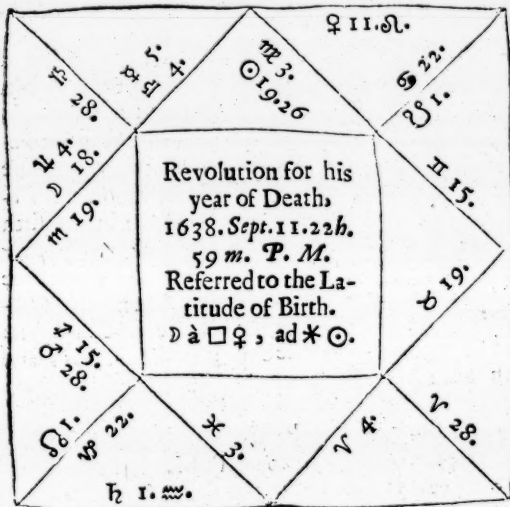 ♀ 11.♌.
☿ 5.
♎ 4.
♍ 3.
☉19.26
♋ 22.
☋ 1.
♎ 28.
♃ 4.
☽ 18.
♏ 19.
♊ 15.
Revolution for his
year of Death,
1638. Sept. 11. 22h.
59 m. P. M.
Referred to the La-
titude of Birth.
☽ à □ ♀, ad ⚹ ☉.
♉ 19.
♐ 15.
♂ 28.
☊ 1.
♑ 22.
♓ 3.
♈ 4.
♈ 28.
♄ 1. ♒.